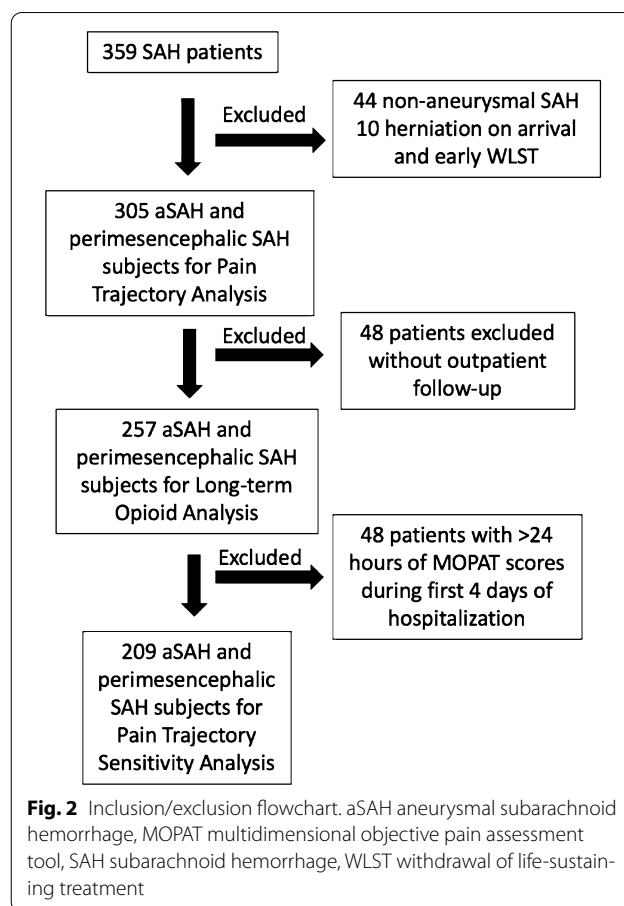 359 SAH patients
Excluded
44 non-aneurysmal SAH
10 herniation on arrival
and early WLST
305 aSAH and
perimesencephalic SAH
subjects for Pain
Trajectory Analysis
Excluded
48 patients excluded
without outpatient
follow-up
257 aSAH and
perimesencephalic SAH
subjects for Long-term
Opioid Analysis
Excluded
48 patients with >24
hours of MOPAT scores
during first 4 days of
hospitalization
209 aSAH and
perimesencephalic
SAH subjects for
Pain Trajectory
Sensitivity Analysis
Fig. 2 Inclusion/exclusion flowchart. aSAH aneurysmal subarachnoid
hemorrhage, MOPAT multidimensional objective pain assessment
tool, SAH subarachnoid hemorrhage, WLST withdrawal of life-sustain-
ing treatment